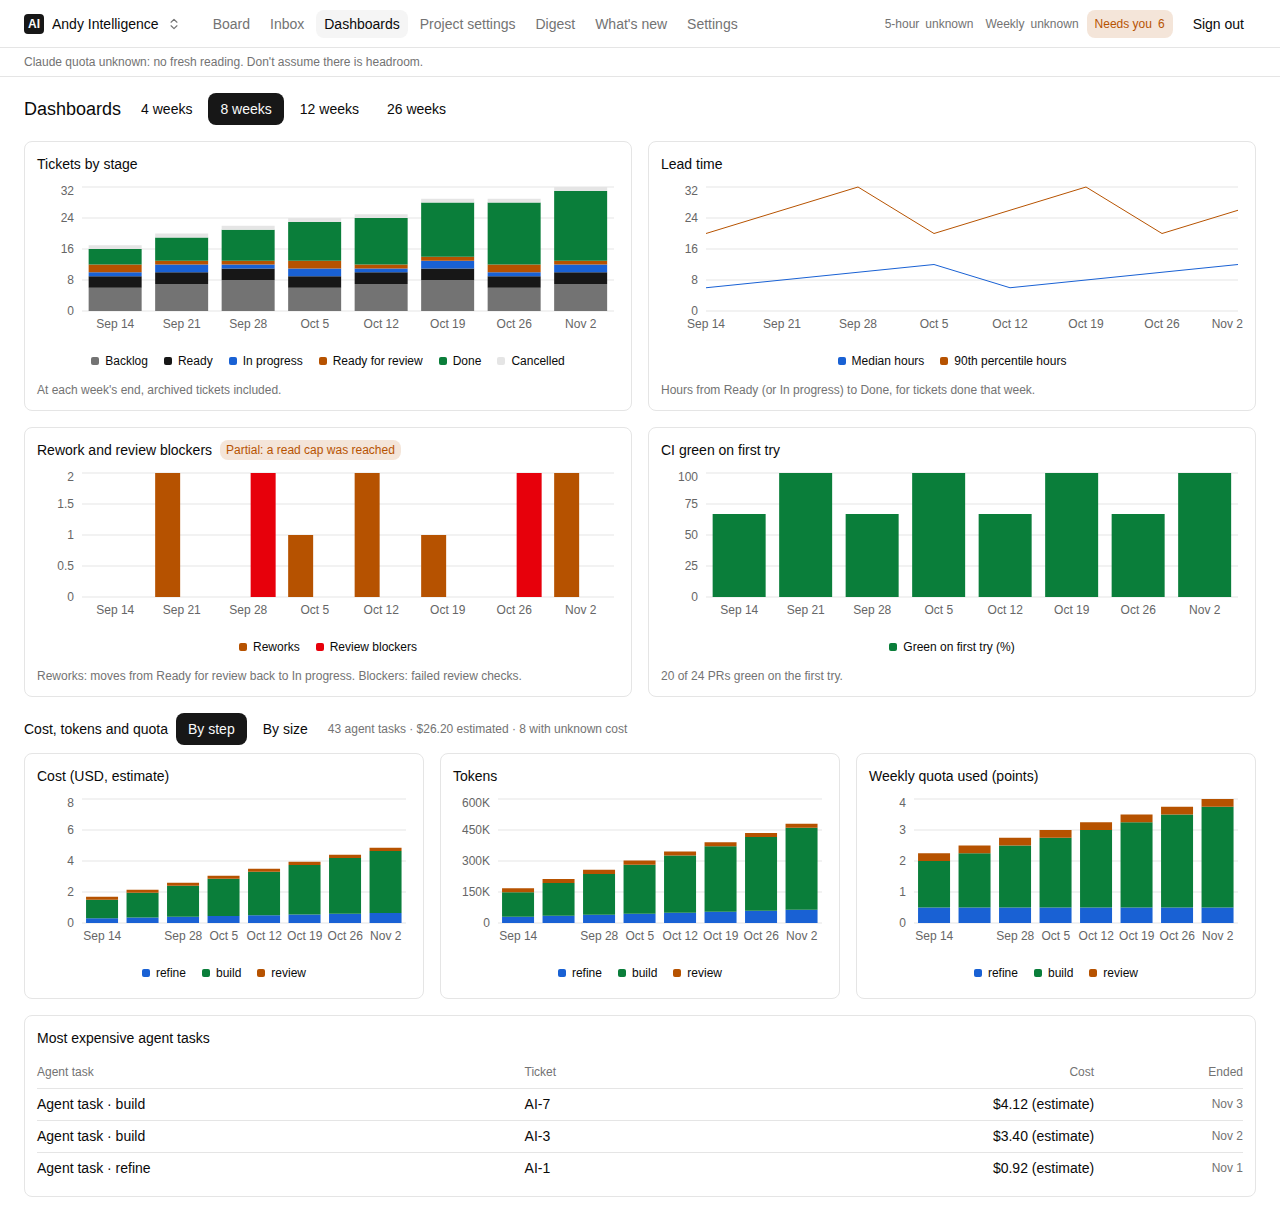 AI Andy Intelligence Board Inbox Dashboards Project settings Digest What's new Settings 5-hour unknown Weekly unknown Needs you 6 Sign out
Claude quota unknown: no fresh reading. Don't assume there is headroom.
Dashboards 4 weeks 8 weeks 12 weeks 26 weeks
Tickets by stage
32
24
16
8
0
Sep 14 Sep 21 Sep 28 Oct 5 Oct 12 Oct 19 Oct 26 Nov 2
Backlog Ready In progress Ready for review Done Cancelled
At each week's end, archived tickets included.
Lead time
32
24
16
8
0
Sep 14 Sep 21 Sep 28 Oct 5 Oct 12 Oct 19 Oct 26 Nov 2
Median hours 90th percentile hours
Hours from Ready (or In progress) to Done, for tickets done that week.
Rework and review blockers Partial: a read cap was reached
2
1.5
1
0.5
0
Sep 14 Sep 21 Sep 28 Oct 5 Oct 12 Oct 19 Oct 26 Nov 2
Reworks Review blockers
Reworks: moves from Ready for review back to In progress. Blockers: failed review checks.
CI green on first try
100
75
50
25
0
Sep 14 Sep 21 Sep 28 Oct 5 Oct 12 Oct 19 Oct 26 Nov 2
Green on first try (%)
20 of 24 PRs green on the first try.
Cost, tokens and quota By step By size 43 agent tasks · $26.20 estimated · 8 with unknown cost
Cost (USD, estimate)
8
6
4
2
0
Sep 14 Sep 28 Oct 5 Oct 12 Oct 19 Oct 26 Nov 2
refine build review
Tokens
600K
450K
300K
150K
0
Sep 14 Sep 28 Oct 5 Oct 12 Oct 19 Oct 26 Nov 2
refine build review
Weekly quota used (points)
4
3
2
1
0
Sep 14 Sep 28 Oct 5 Oct 12 Oct 19 Oct 26 Nov 2
refine build review
Most expensive agent tasks
Agent task Ticket Cost Ended
Agent task · build AI-7 $4.12 (estimate) Nov 3
Agent task · build AI-3 $3.40 (estimate) Nov 2
Agent task · refine AI-1 $0.92 (estimate) Nov 1